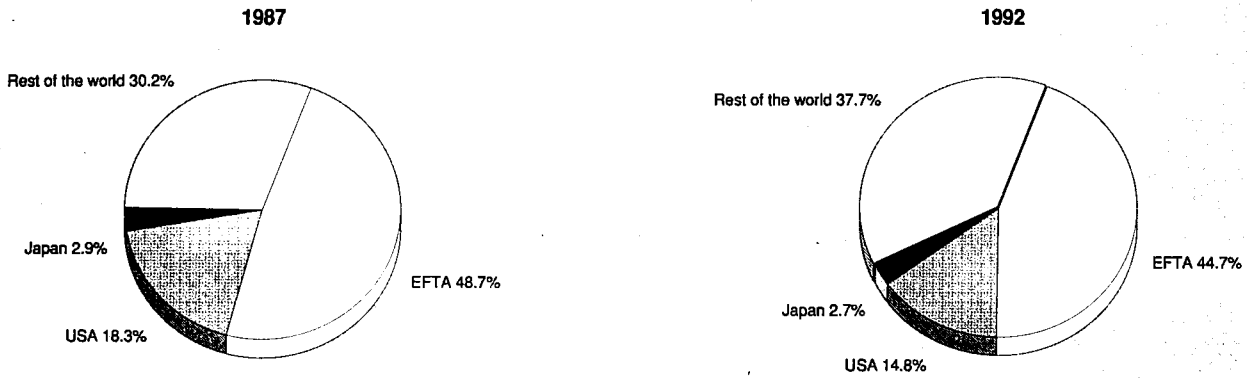 1987
Rest of the world 30.2%
Japan 2.9%
USA 18.3%
EFTA 48.7%
1992
Rest of the world 37.7%
Japan 2.7%
USA 14.8%
EFTA 44.7%